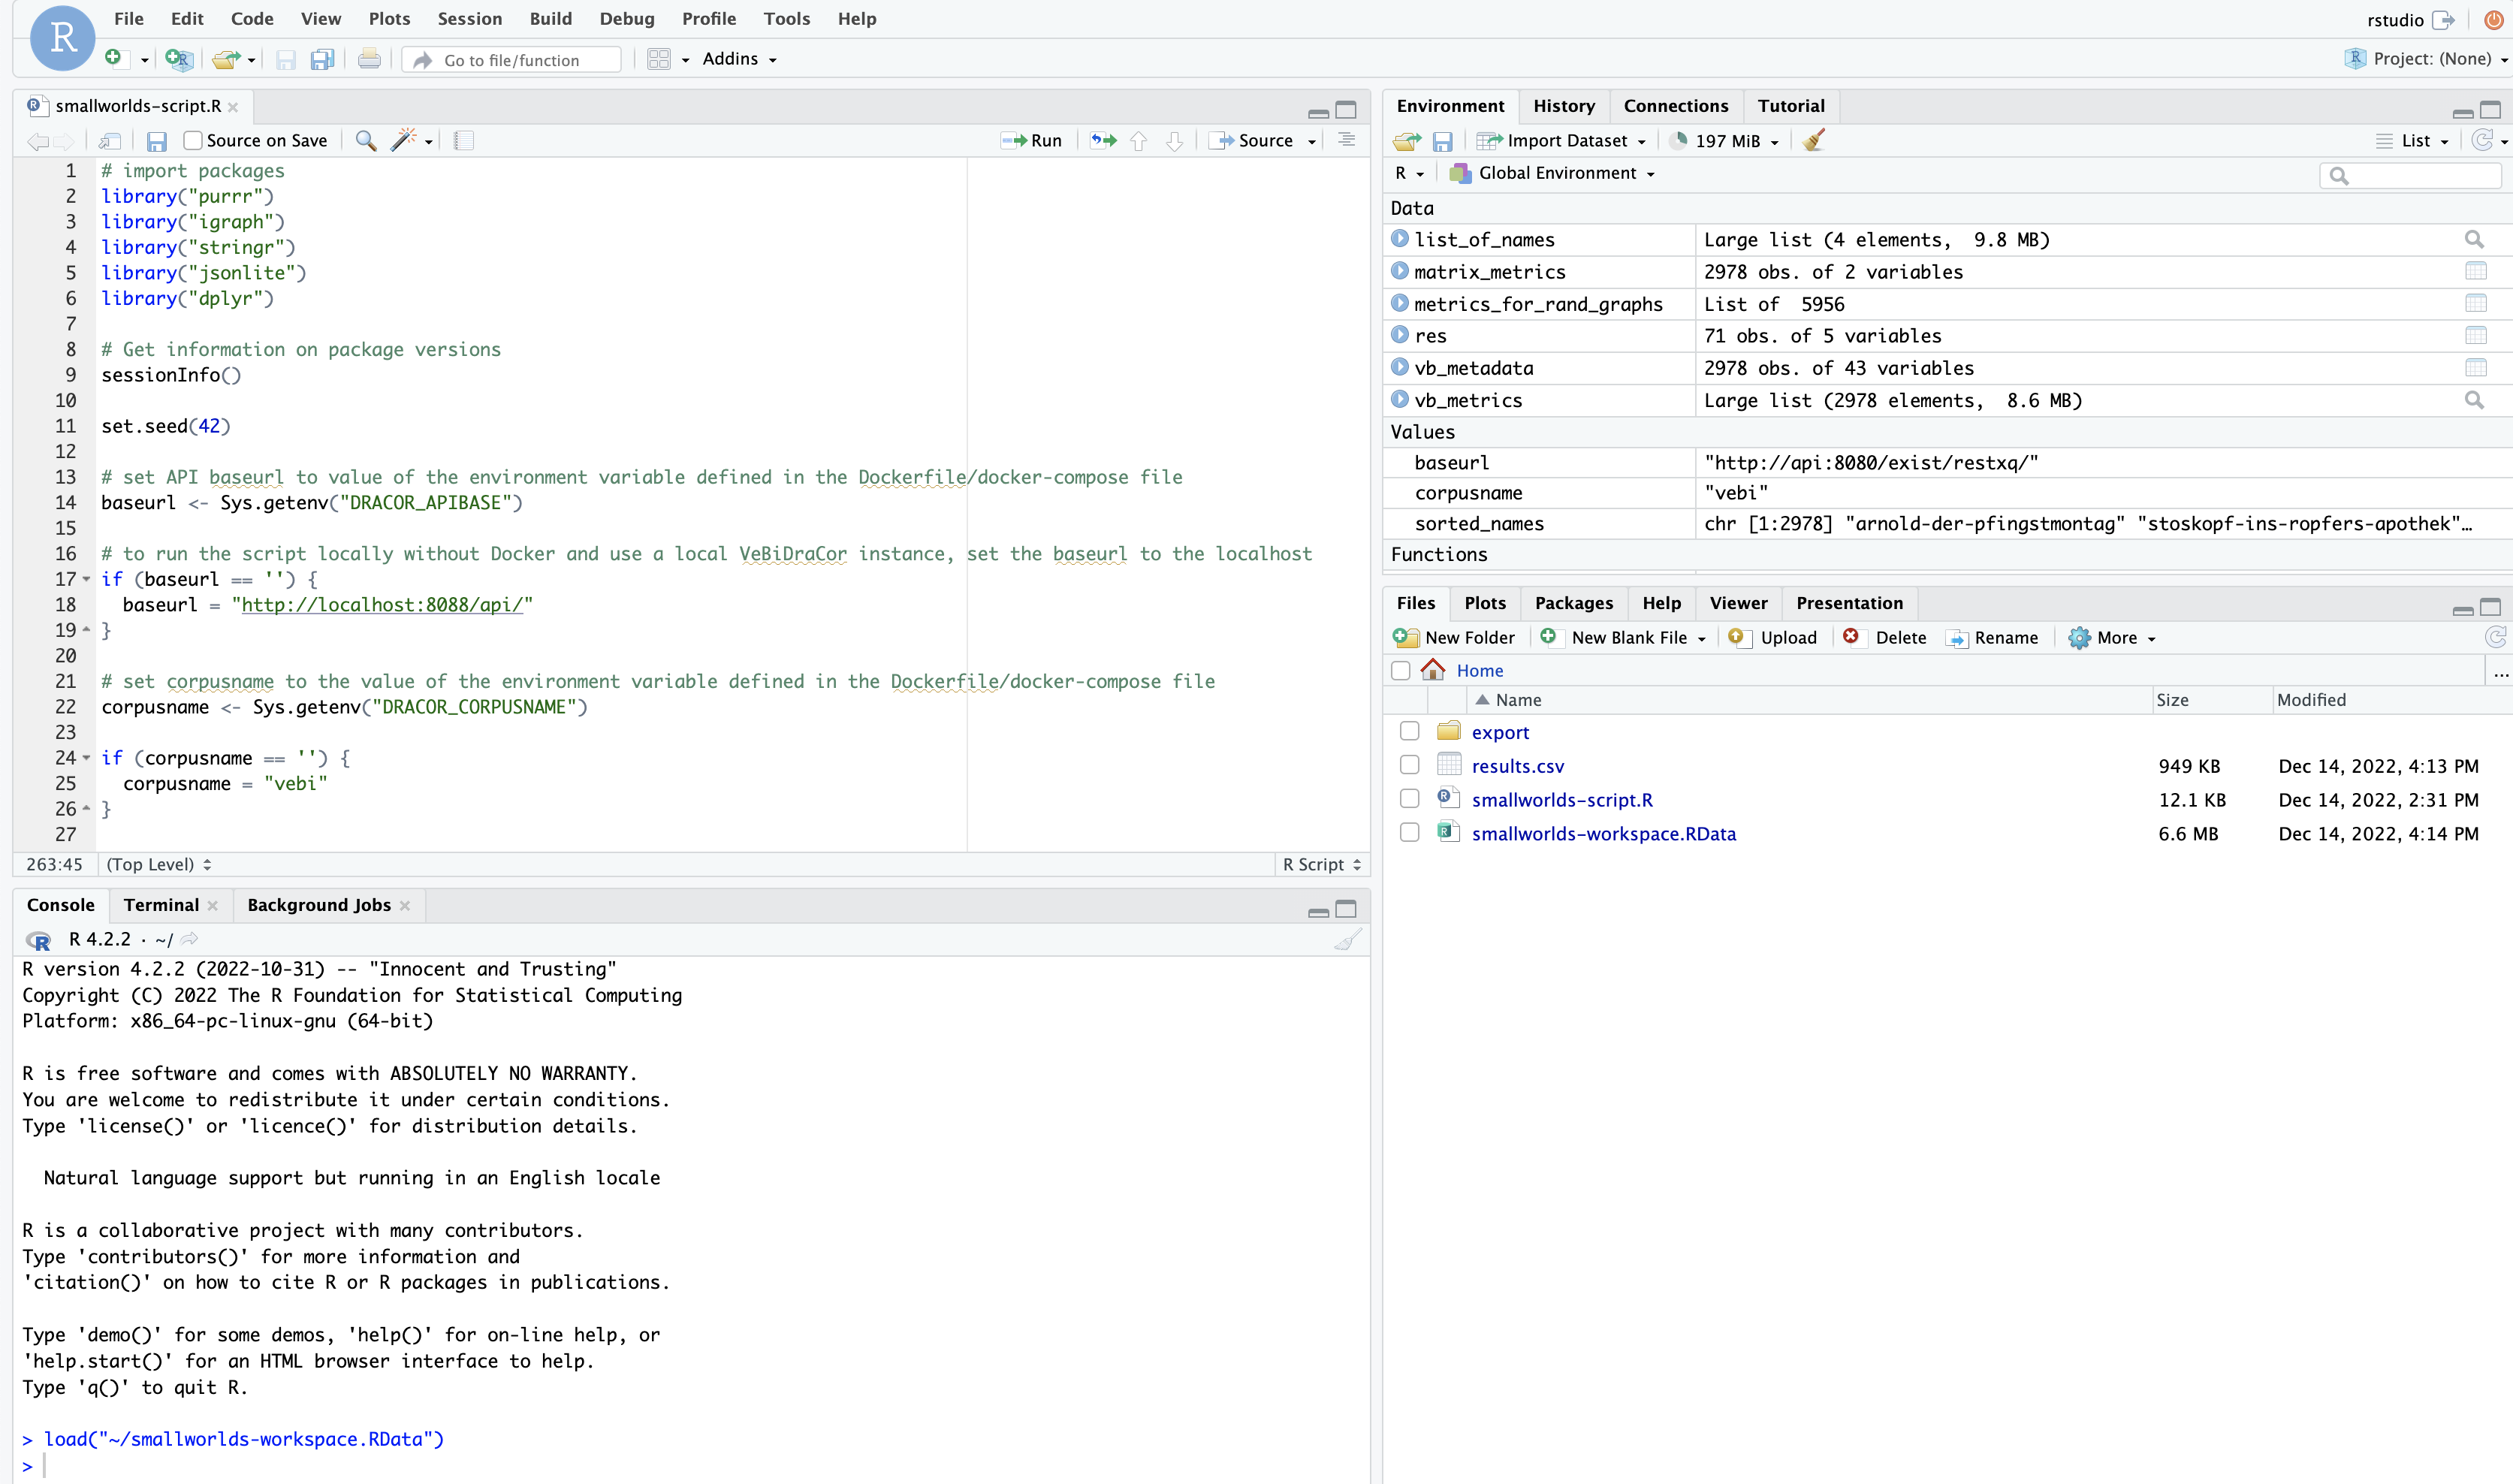 R
File Edit Code View Plots Session Build Debug Profile Tools Help
rstudio
Go to file/function
Addins
Project: (None)
smallworlds-script.R
Source on Save
Run
Source
1 # import packages
2 library("purrr")
3 library("igraph")
4 library("stringr")
5 library("jsonlite")
6 library("dplyr")
7
8 # Get information on package versions
9 sessionInfo()
10
11 set.seed(42)
12
13 # set API baseurl to value of the environment variable defined in the Dockerfile/docker-compose file
14 baseurl <- Sys.getenv("DRACOR_APIBASE")
15
16 # to run the script locally without Docker and use a local VeBiDraCor instance, set the baseurl to the localhost
17 if (baseurl == '') {
18 baseurl = "http://localhost:8088/api/"
19 }
20
21 # set corpusname to the value of the environment variable defined in the Dockerfile/docker-compose file
22 corpusname <- Sys.getenv("DRACOR_CORPUSNAME")
23
24 if (corpusname == '') {
25 corpusname = "vebi"
26 }
27
263:45 (Top Level) R Script
Console Terminal Background Jobs
R 4.2.2 · ~/
R version 4.2.2 (2022-10-31) -- "Innocent and Trusting"
Copyright (C) 2022 The R Foundation for Statistical Computing
Platform: x86_64-pc-linux-gnu (64-bit)
R is free software and comes with ABSOLUTELY NO WARRANTY.
You are welcome to redistribute it under certain conditions.
Type 'license()' or 'licence()' for distribution details.
Natural language support but running in an English locale
R is a collaborative project with many contributors.
Type 'contributors()' for more information and
'citation()' on how to cite R or R packages in publications.
Type 'demo()' for some demos, 'help()' for on-line help, or
'help.start()' for an HTML browser interface to help.
Type 'q()' to quit R.
> load("~/smallworlds-workspace.RData")
>
Environment History Connections Tutorial
Import Dataset 197 MiB List
R Global Environment
Data
list_of_names Large list (4 elements, 9.8 MB)
matrix_metrics 2978 obs. of 2 variables
metrics_for_rand_graphs List of 5956
res 71 obs. of 5 variables
vb_metadata 2978 obs. of 43 variables
vb_metrics Large list (2978 elements, 8.6 MB)
Values
baseurl "http://api:8080/exist/restxq/"
corpusname "vebi"
sorted_names chr [1:2978] "arnold-der-pfingstmontag" "stoskopf-ins-ropfers-apothek"…
Functions
Files Plots Packages Help Viewer Presentation
New Folder New Blank File Upload Delete Rename More
Home ...
Name Size Modified
export
results.csv 949 KB Dec 14, 2022, 4:13 PM
smallworlds-script.R 12.1 KB Dec 14, 2022, 2:31 PM
smallworlds-workspace.RData 6.6 MB Dec 14, 2022, 4:14 PM